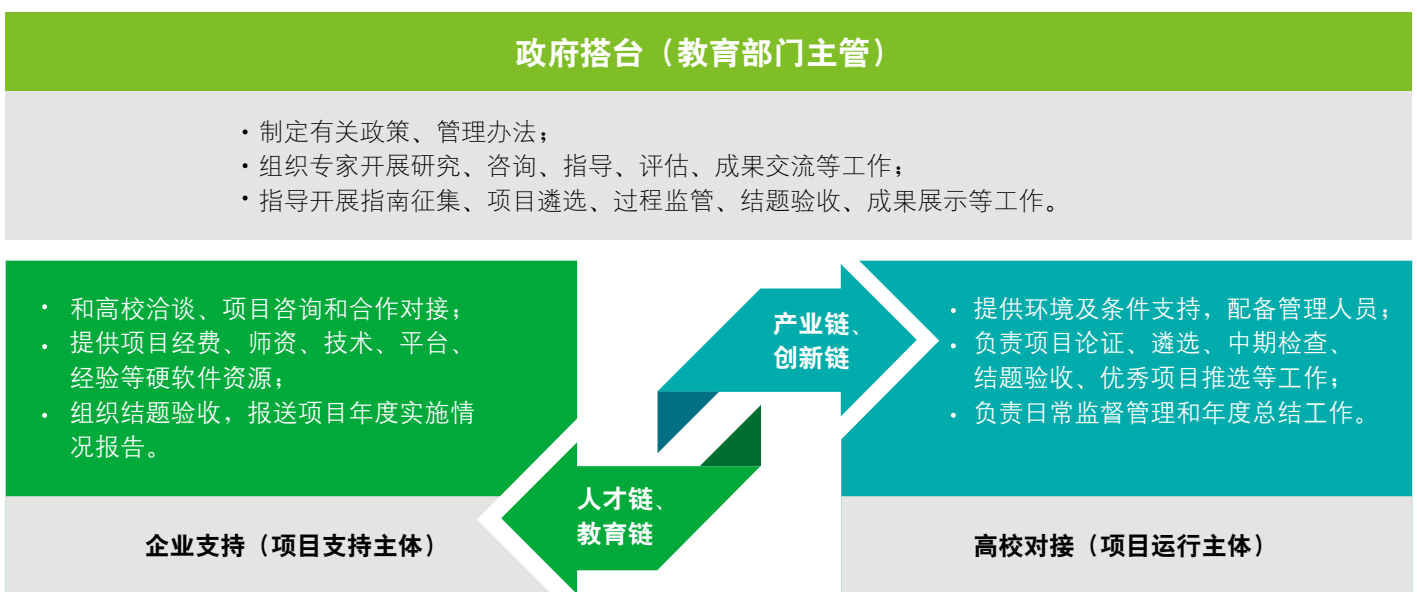 政府搭台（教育部门主管）
・制定有关政策、管理办法；
・组织专家开展研究、咨询、指导、评估、成果交流等工作；
・指导开展指南征集、项目遴选、过程监管、结题验收、成果展示等工作。
・ 和高校洽谈、项目咨询和合作对接；
・ 提供项目经费、师资、技术、平台、
经验等硬软件资源；
・ 组织结题验收，报送项目年度实施情
况报告。
企业支持（项目支持主体）
产业链、
创新链
人才链、
教育链
・ 提供环境及条件支持，配备管理人员；
・ 负责项目论证、遴选、中期检查、
结题验收、优秀项目推选等工作；
・ 负责日常监督管理和年度总结工作。
高校对接（项目运行主体）